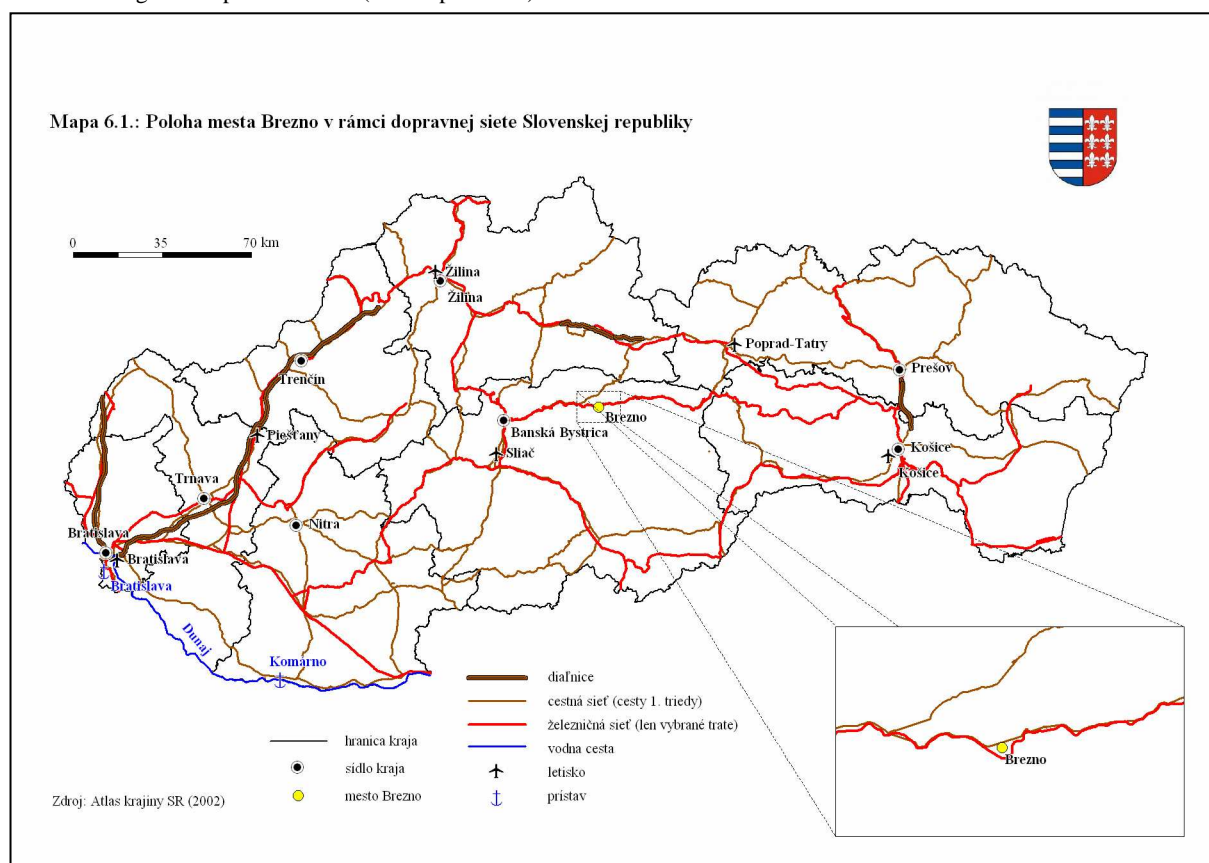 Mapa 6.1.: Poloha mesta Brezno v rámci dopravnej siete Slovenskej republiky
0 35 70 km
Žilina
Žilina
Poprad-Tatry
Trenčín
Prešov
Brezno
Banská Bystrica
Piešťany
Sliač
Košice
Košice
Trnava
Nitra
Bratislava
Bratislava
Bratislava
Dunaj
Komárno
diaľnice
cestná sieť (cesty 1. triedy)
železničná sieť (len vybrané trate)
vodna cesta
letisko
prístav
hranica kraja
sídlo kraja
mesto Brezno
Brezno
Zdroj: Atlas krajiny SR (2002)